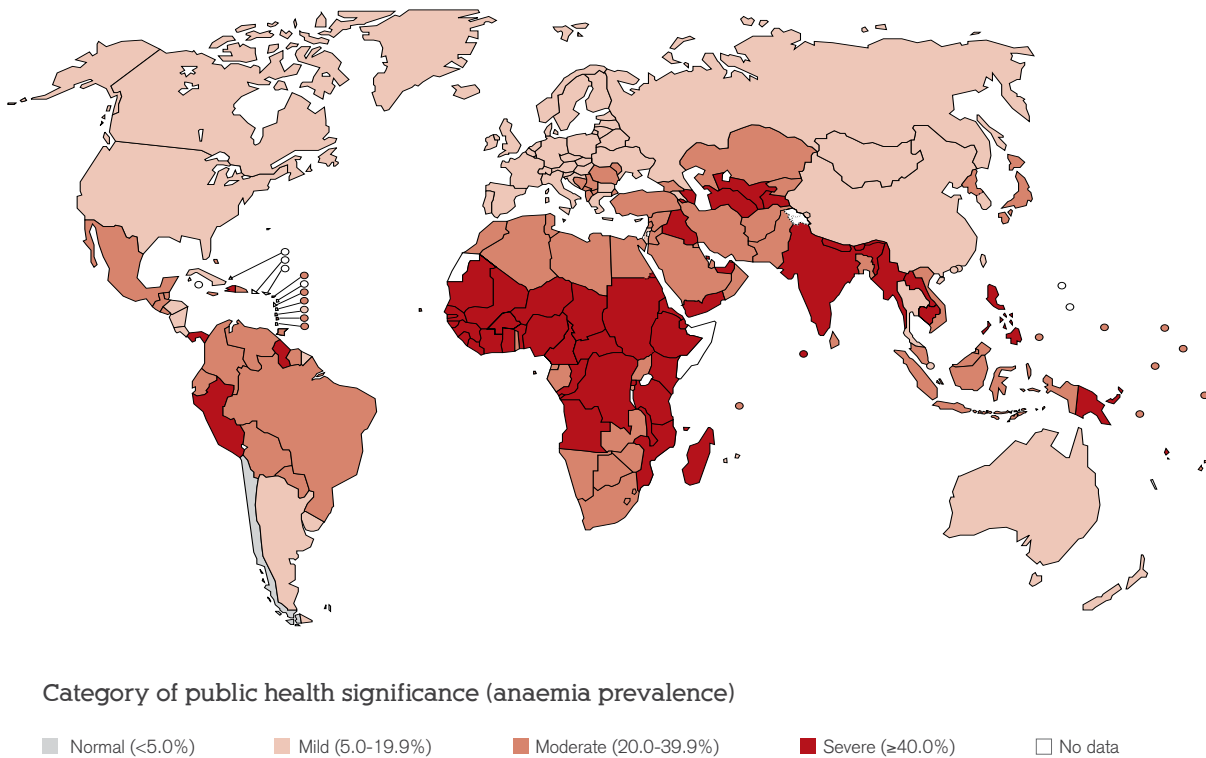 Category of public health significance (anaemia prevalence)
Normal (<5.0%) Mild (5.0-19.9%) Moderate (20.0-39.9%) Severe (≥40.0%) No data